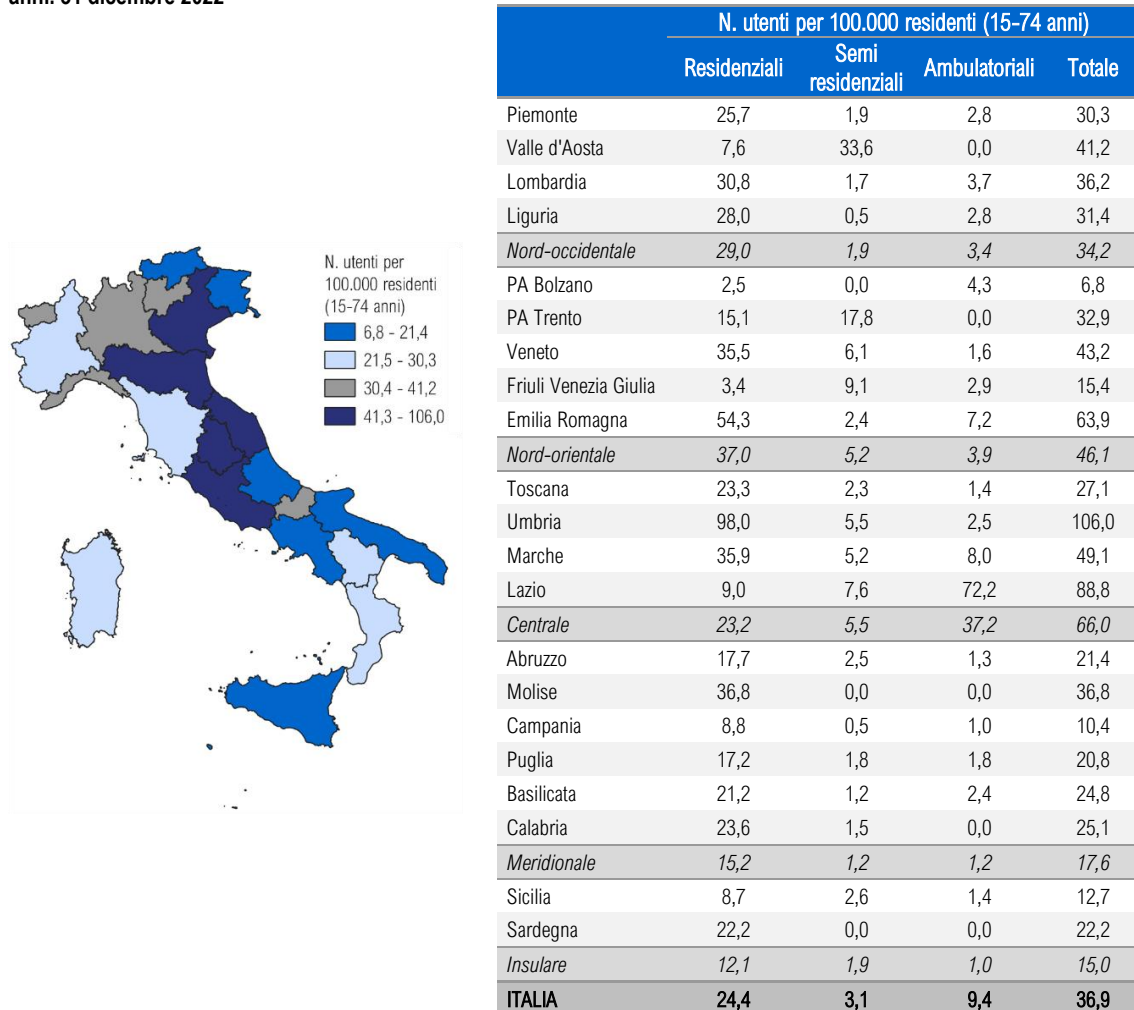 anni. 31 dicembre 2022
N. utenti per 100.000 residenti (15-74 anni)
Residenziali Semi residenziali Ambulatoriali Totale
Piemonte 25,7 1,9 2,8 30,3
Valle d'Aosta 7,6 33,6 0,0 41,2
Lombardia 30,8 1,7 3,7 36,2
Liguria 28,0 0,5 2,8 31,4
Nord-occidentale 29,0 1,9 3,4 34,2
PA Bolzano 2,5 0,0 4,3 6,8
PA Trento 15,1 17,8 0,0 32,9
Veneto 35,5 6,1 1,6 43,2
Friuli Venezia Giulia 3,4 9,1 2,9 15,4
Emilia Romagna 54,3 2,4 7,2 63,9
Nord-orientale 37,0 5,2 3,9 46,1
Toscana 23,3 2,3 1,4 27,1
Umbria 98,0 5,5 2,5 106,0
Marche 35,9 5,2 8,0 49,1
Lazio 9,0 7,6 72,2 88,8
Centrale 23,2 5,5 37,2 66,0
Abruzzo 17,7 2,5 1,3 21,4
Molise 36,8 0,0 0,0 36,8
Campania 8,8 0,5 1,0 10,4
Puglia 17,2 1,8 1,8 20,8
Basilicata 21,2 1,2 2,4 24,8
Calabria 23,6 1,5 0,0 25,1
Meridionale 15,2 1,2 1,2 17,6
Sicilia 8,7 2,6 1,4 12,7
Sardegna 22,2 0,0 0,0 22,2
Insulare 12,1 1,9 1,0 15,0
ITALIA 24,4 3,1 9,4 36,9
N. utenti per
100.000 residenti
(15-74 anni)
6,8 - 21,4
21,5 - 30,3
30,4 - 41,2
41,3 - 106,0